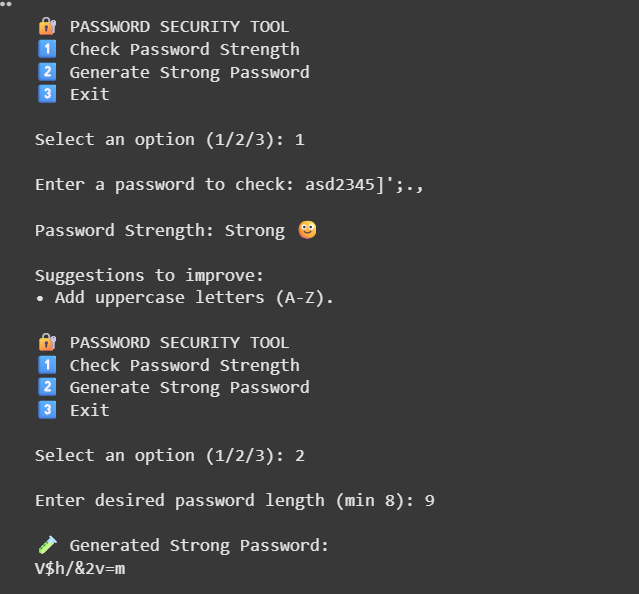 🔐 PASSWORD SECURITY TOOL
1️⃣ Check Password Strength
2️⃣ Generate Strong Password
3️⃣ Exit
Select an option (1/2/3): 1
Enter a password to check: asd2345]';.,
Password Strength: Strong 🙂
Suggestions to improve:
• Add uppercase letters (A-Z).
🔐 PASSWORD SECURITY TOOL
1️⃣ Check Password Strength
2️⃣ Generate Strong Password
3️⃣ Exit
Select an option (1/2/3): 2
Enter desired password length (min 8): 9
🧪 Generated Strong Password:
V$h/&2v=m